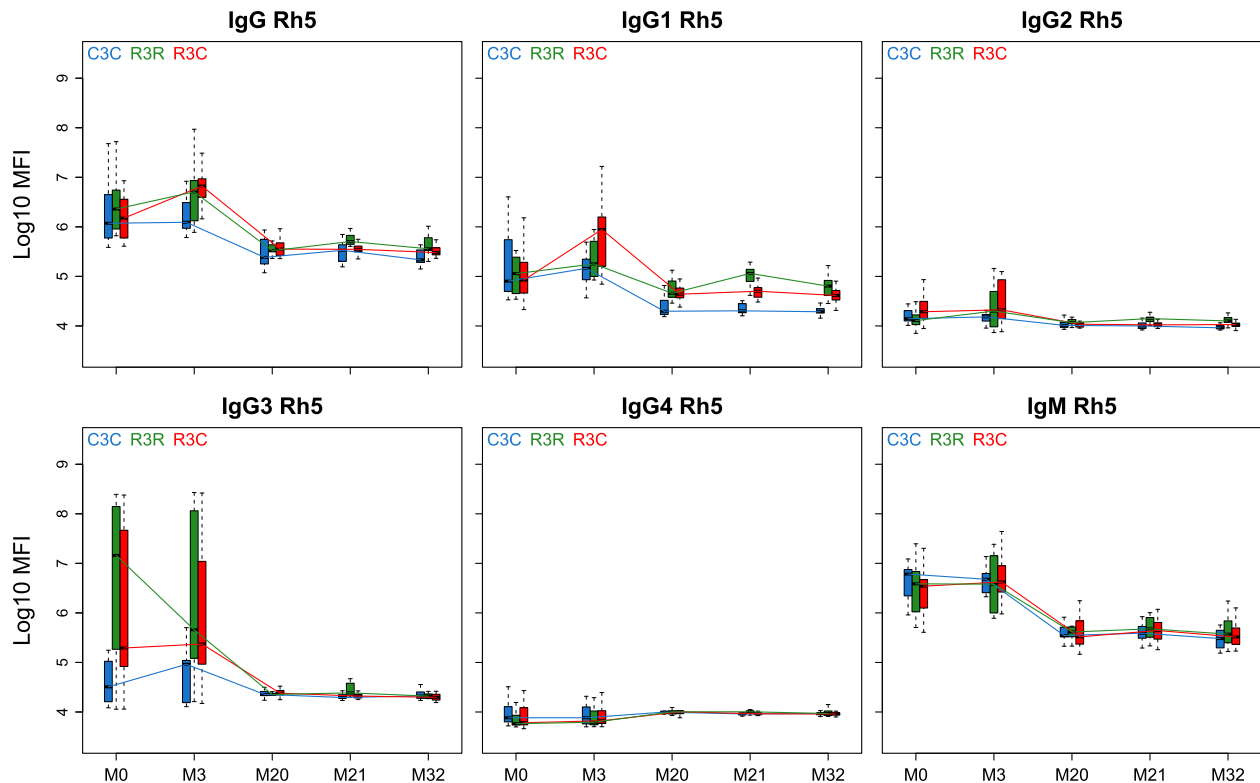 IgG Rh5
IgG1 Rh5
IgG2 Rh5
C3C R3R R3C
C3C R3R R3C
C3C R3R R3C
Log10 MFI
9
8
7
6
5
4
IgG3 Rh5
IgG4 Rh5
IgM Rh5
C3C R3R R3C
C3C R3R R3C
C3C R3R R3C
Log10 MFI
9
8
7
6
5
4
M0 M3 M20 M21 M32
M0 M3 M20 M21 M32
M0 M3 M20 M21 M32